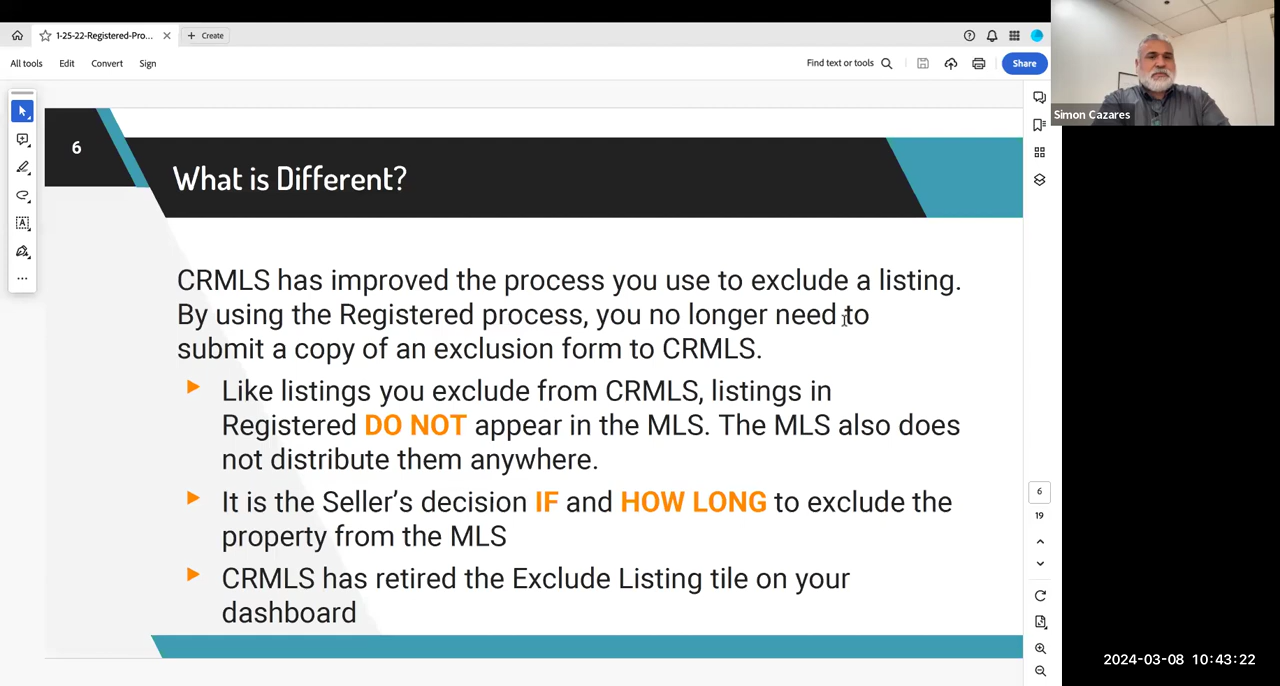 1-25-22-Registered-Pro...
Create
All tools
Edit
Convert
Sign
Find text or tools
Share
Simon Cazares
6
What is Different?
CRMLS has improved the process you use to exclude a listing.
By using the Registered process, you no longer need to
submit a copy of an exclusion form to CRMLS.
Like listings you exclude from CRMLS, listings in
Registered DO NOT appear in the MLS. The MLS also does
not distribute them anywhere.
It is the Seller's decision IF and HOW LONG to exclude the
property from the MLS
CRMLS has retired the Exclude Listing tile on your
dashboard
6
19
2024-03-08 10:43:22